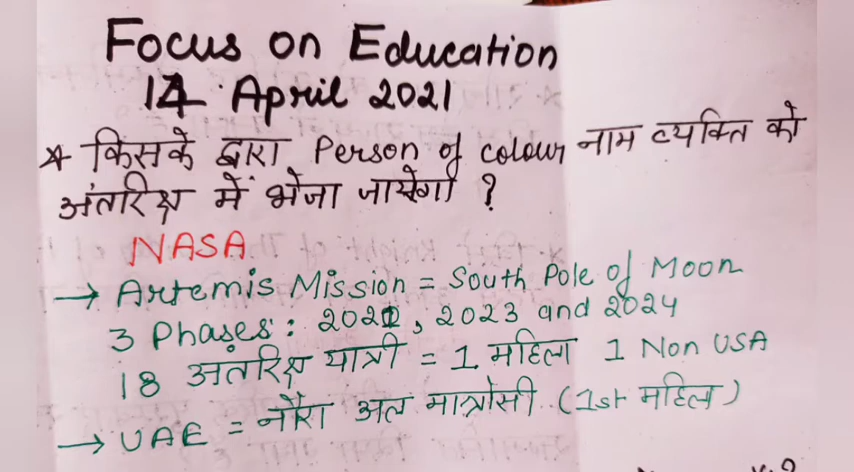 Focus on Education
14 April 2021
* किसके द्वारा Person of colour नाम व्यक्ति को
अंतरिक्ष में भेजा जायेगा ?
NASA
→ Artemis Mission = South Pole of Moon
3 Phases : 2021, 2023 and 2024
18 अंतरिक्ष यात्री = 1 महिला 1 Non USA
→ UAE = नौरा अल मात्रोसी (1st महिला)